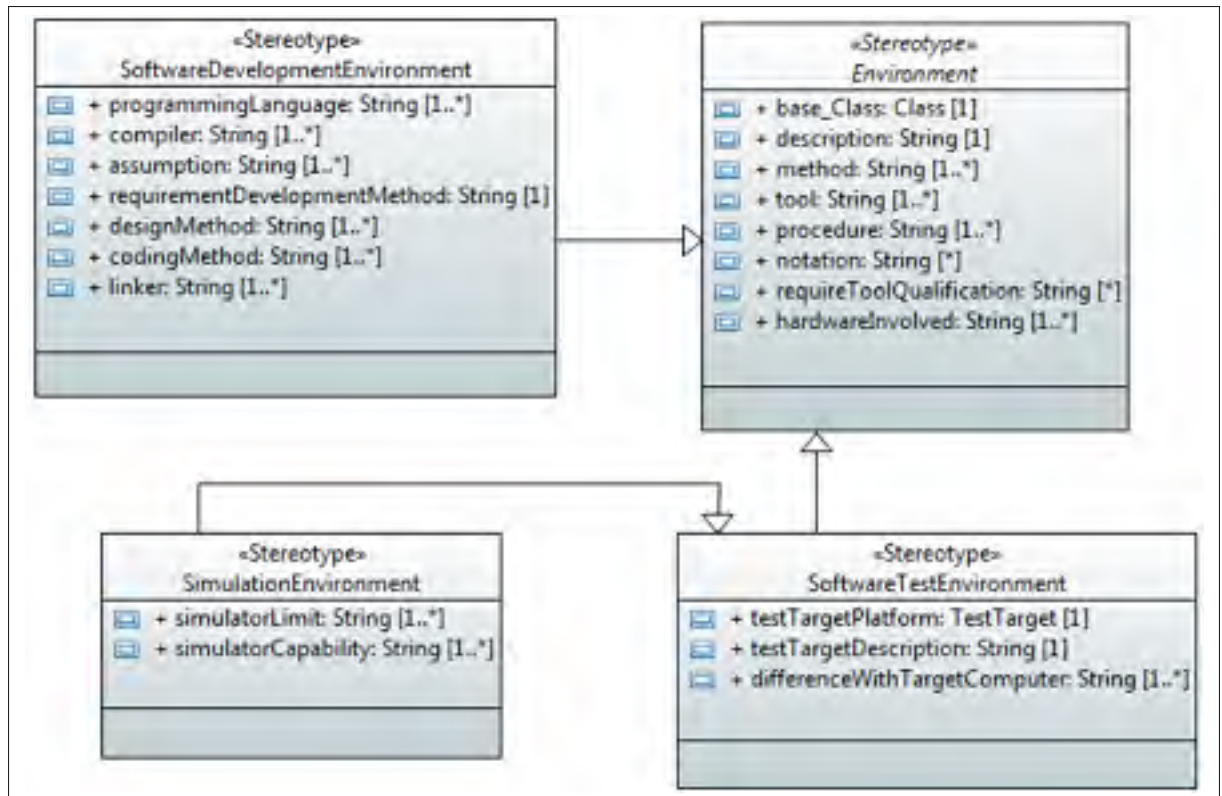 «Stereotype»
SoftwareDevelopmentEnvironment
+ programmingLanguage: String [1..*]
+ compiler: String [1..*]
+ assumption: String [1..*]
+ requirementDevelopmentMethod: String [1]
+ designMethod: String [1..*]
+ codingMethod: String [1..*]
+ linker: String [1..*]
«Stereotype»
Environment
+ base_Class: Class [1]
+ description: String [1]
+ method: String [1..*]
+ tool: String [1..*]
+ procedure: String [1..*]
+ notation: String [*]
+ requireToolQualification: String [*]
+ hardwareInvolved: String [1..*]
«Stereotype»
SimulationEnvironment
+ simulatorLimit: String [1..*]
+ simulatorCapability: String [1..*]
«Stereotype»
SoftwareTestEnvironment
+ testTargetPlatform: TestTarget [1]
+ testTargetDescription: String [1]
+ differenceWithTargetComputer: String [1..*]